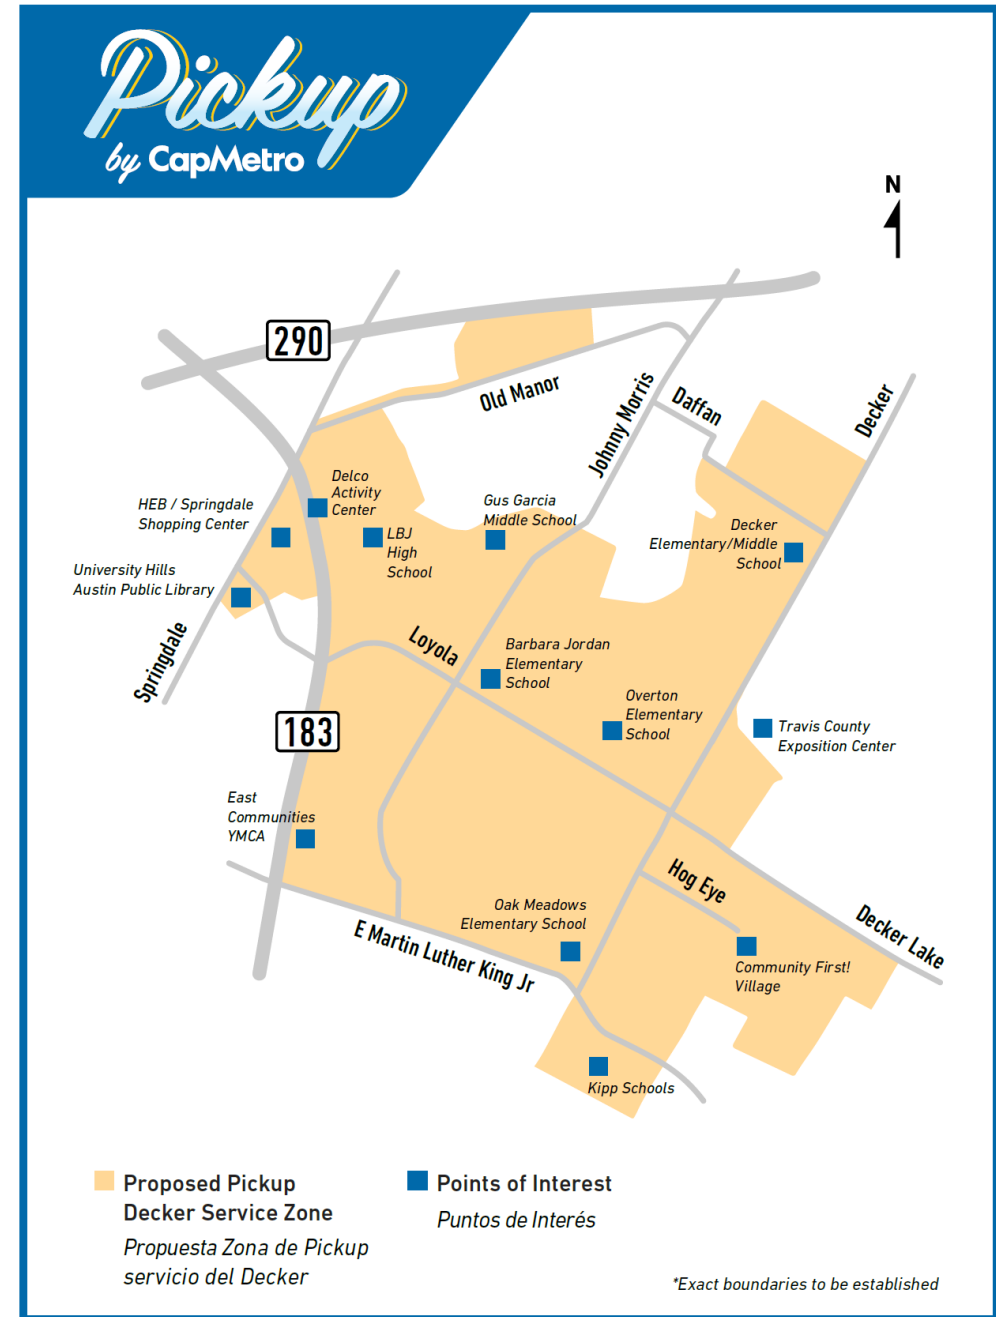 Pickup
by CapMetro
N
290
Old Manor
Johnny Morris
Daffan
Decker
Delco
Activity
Center
HEB / Springdale
Shopping Center
Gus Garcia
Middle School
LBJ
High
School
Decker
Elementary/Middle
School
University Hills
Austin Public Library
Springdale
Loyola
Barbara Jordan
Elementary
School
Overton
Elementary
School
183
Travis County
Exposition Center
East
Communities
YMCA
Hog Eye
Oak Meadows
Elementary School
Decker Lake
E Martin Luther King Jr
Community First!
Village
Kipp Schools
Proposed Pickup
Decker Service Zone
Propuesta Zona de Pickup
servicio del Decker
Points of Interest
Puntos de Interés
*Exact boundaries to be established